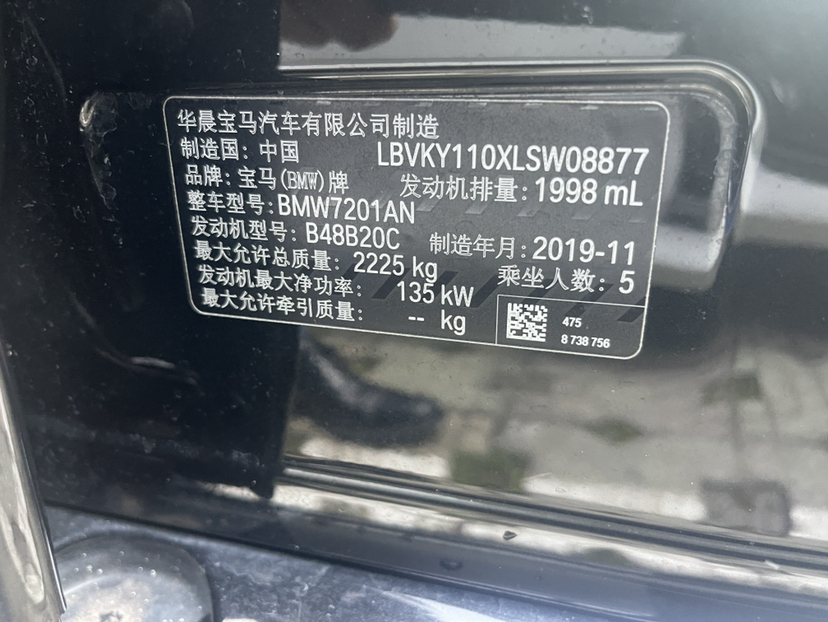 华晨宝马汽车有限公司制造
制造国: 中国 LBVKY110XLSW08877
品牌: 宝马(BMW)牌 发动机排量: 1998 mL
整车型号: BMW7201AN
发动机型号: B48B20C 制造年月: 2019-11
最大允许总质量: 2225 kg 乘坐人数: 5
发动机最大净功率: 135 kW
最大允许牵引质量: -- kg
475
8 738 756